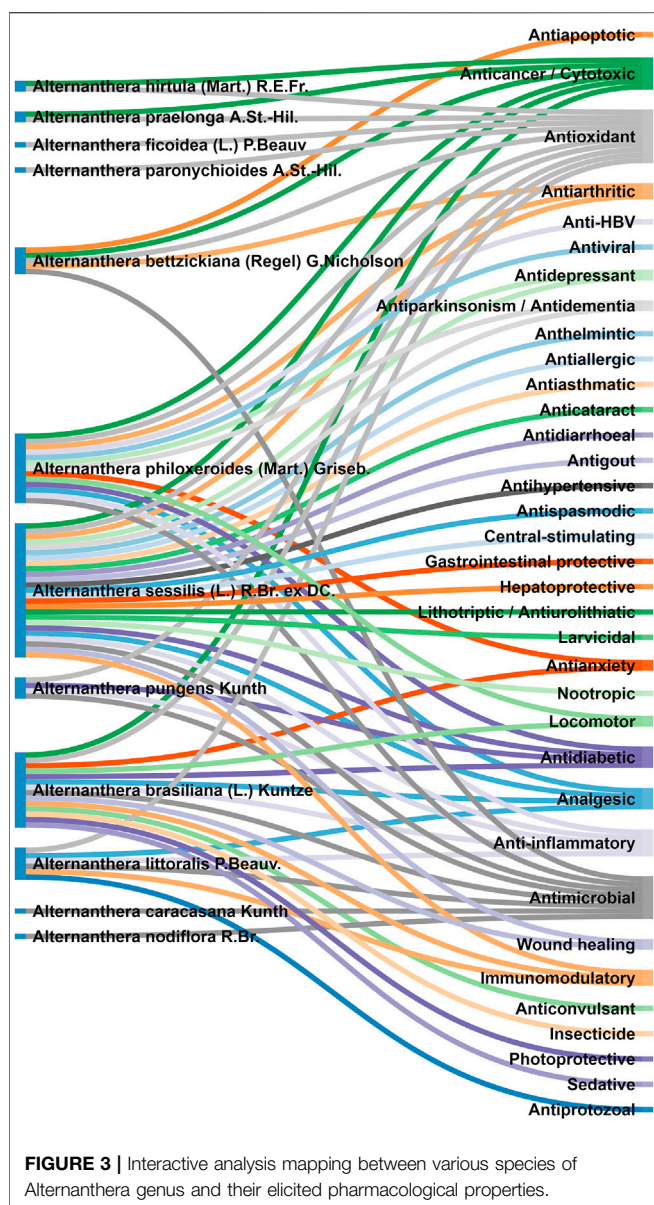 Alternanthera hirtula (Mart.) R.E.Fr.
Alternanthera praelonga A.St.-Hil.
Alternanthera ficoidea (L.) P.Beauv
Alternanthera paronychioides A.St.-Hil.
Alternanthera bettzickiana (Regel) G.Nicholson
Alternanthera philoxeroides (Mart.) Griseb.
Alternanthera sessilis (L.) R.Br. ex DC.
Alternanthera pungens Kunth
Alternanthera brasiliana (L.) Kuntze
Alternanthera littoralis P.Beauv.
Alternanthera caracasana Kunth
Alternanthera nodiflora R.Br.
Antiapoptotic
Anticancer / Cytotoxic
Antioxidant
Antiarthritic
Anti-HBV
Antiviral
Antidepressant
Antiparkinsonism / Antidementia
Anthelmintic
Antiallergic
Antiasthmatic
Anticataract
Antidiarrhoeal
Antigout
Antihypertensive
Antispasmodic
Central-stimulating
Gastrointestinal protective
Hepatoprotective
Lithotriptic / Antiurolithiatic
Larvicidal
Antianxiety
Nootropic
Locomotor
Antidiabetic
Analgesic
Anti-inflammatory
Antimicrobial
Wound healing
Immunomodulatory
Anticonvulsant
Insecticide
Photoprotective
Sedative
Antiprotozoal
FIGURE 3 | Interactive analysis mapping between various species of
Alternanthera genus and their elicited pharmacological properties.